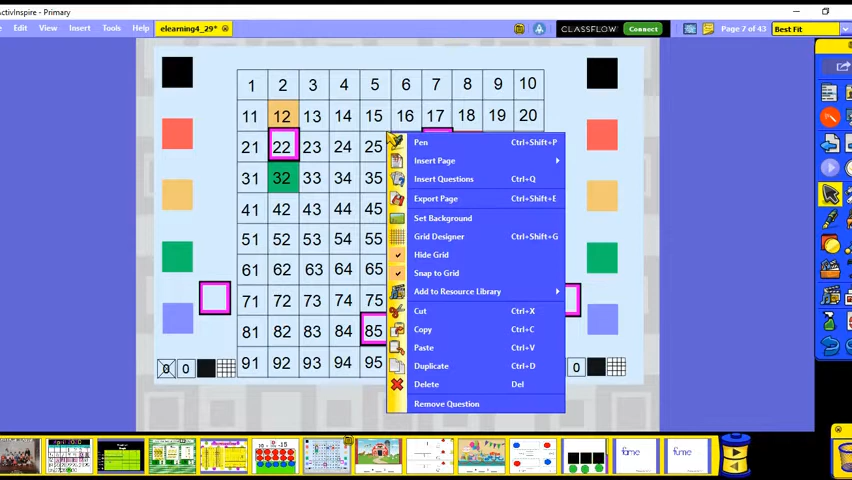 ActivInspire - Primary
Edit View Insert Tools Help elearning4_29* CLASSFLOW Connect Page 7 of 43 Best Fit
1 2 3 4 5 6 7 8 9 10
11 12 13 14 15 16 17 18 19 20
21 22 23 24 25
31 32 33 34 35
41 42 43 44 45
51 52 53 54 55
61 62 63 64 65
71 72 73 74 75
81 82 83 84 85
91 92 93 94 95
0 0
0
Pen Ctrl+Shift+P
Insert Page
Insert Questions Ctrl+Q
Export Page Ctrl+Shift+E
Set Background
Grid Designer Ctrl+Shift+G
Hide Grid
Snap to Grid
Add to Resource Library
Cut Ctrl+X
Copy Ctrl+C
Paste Ctrl+V
Duplicate Ctrl+D
Delete Del
Remove Question
fame fume